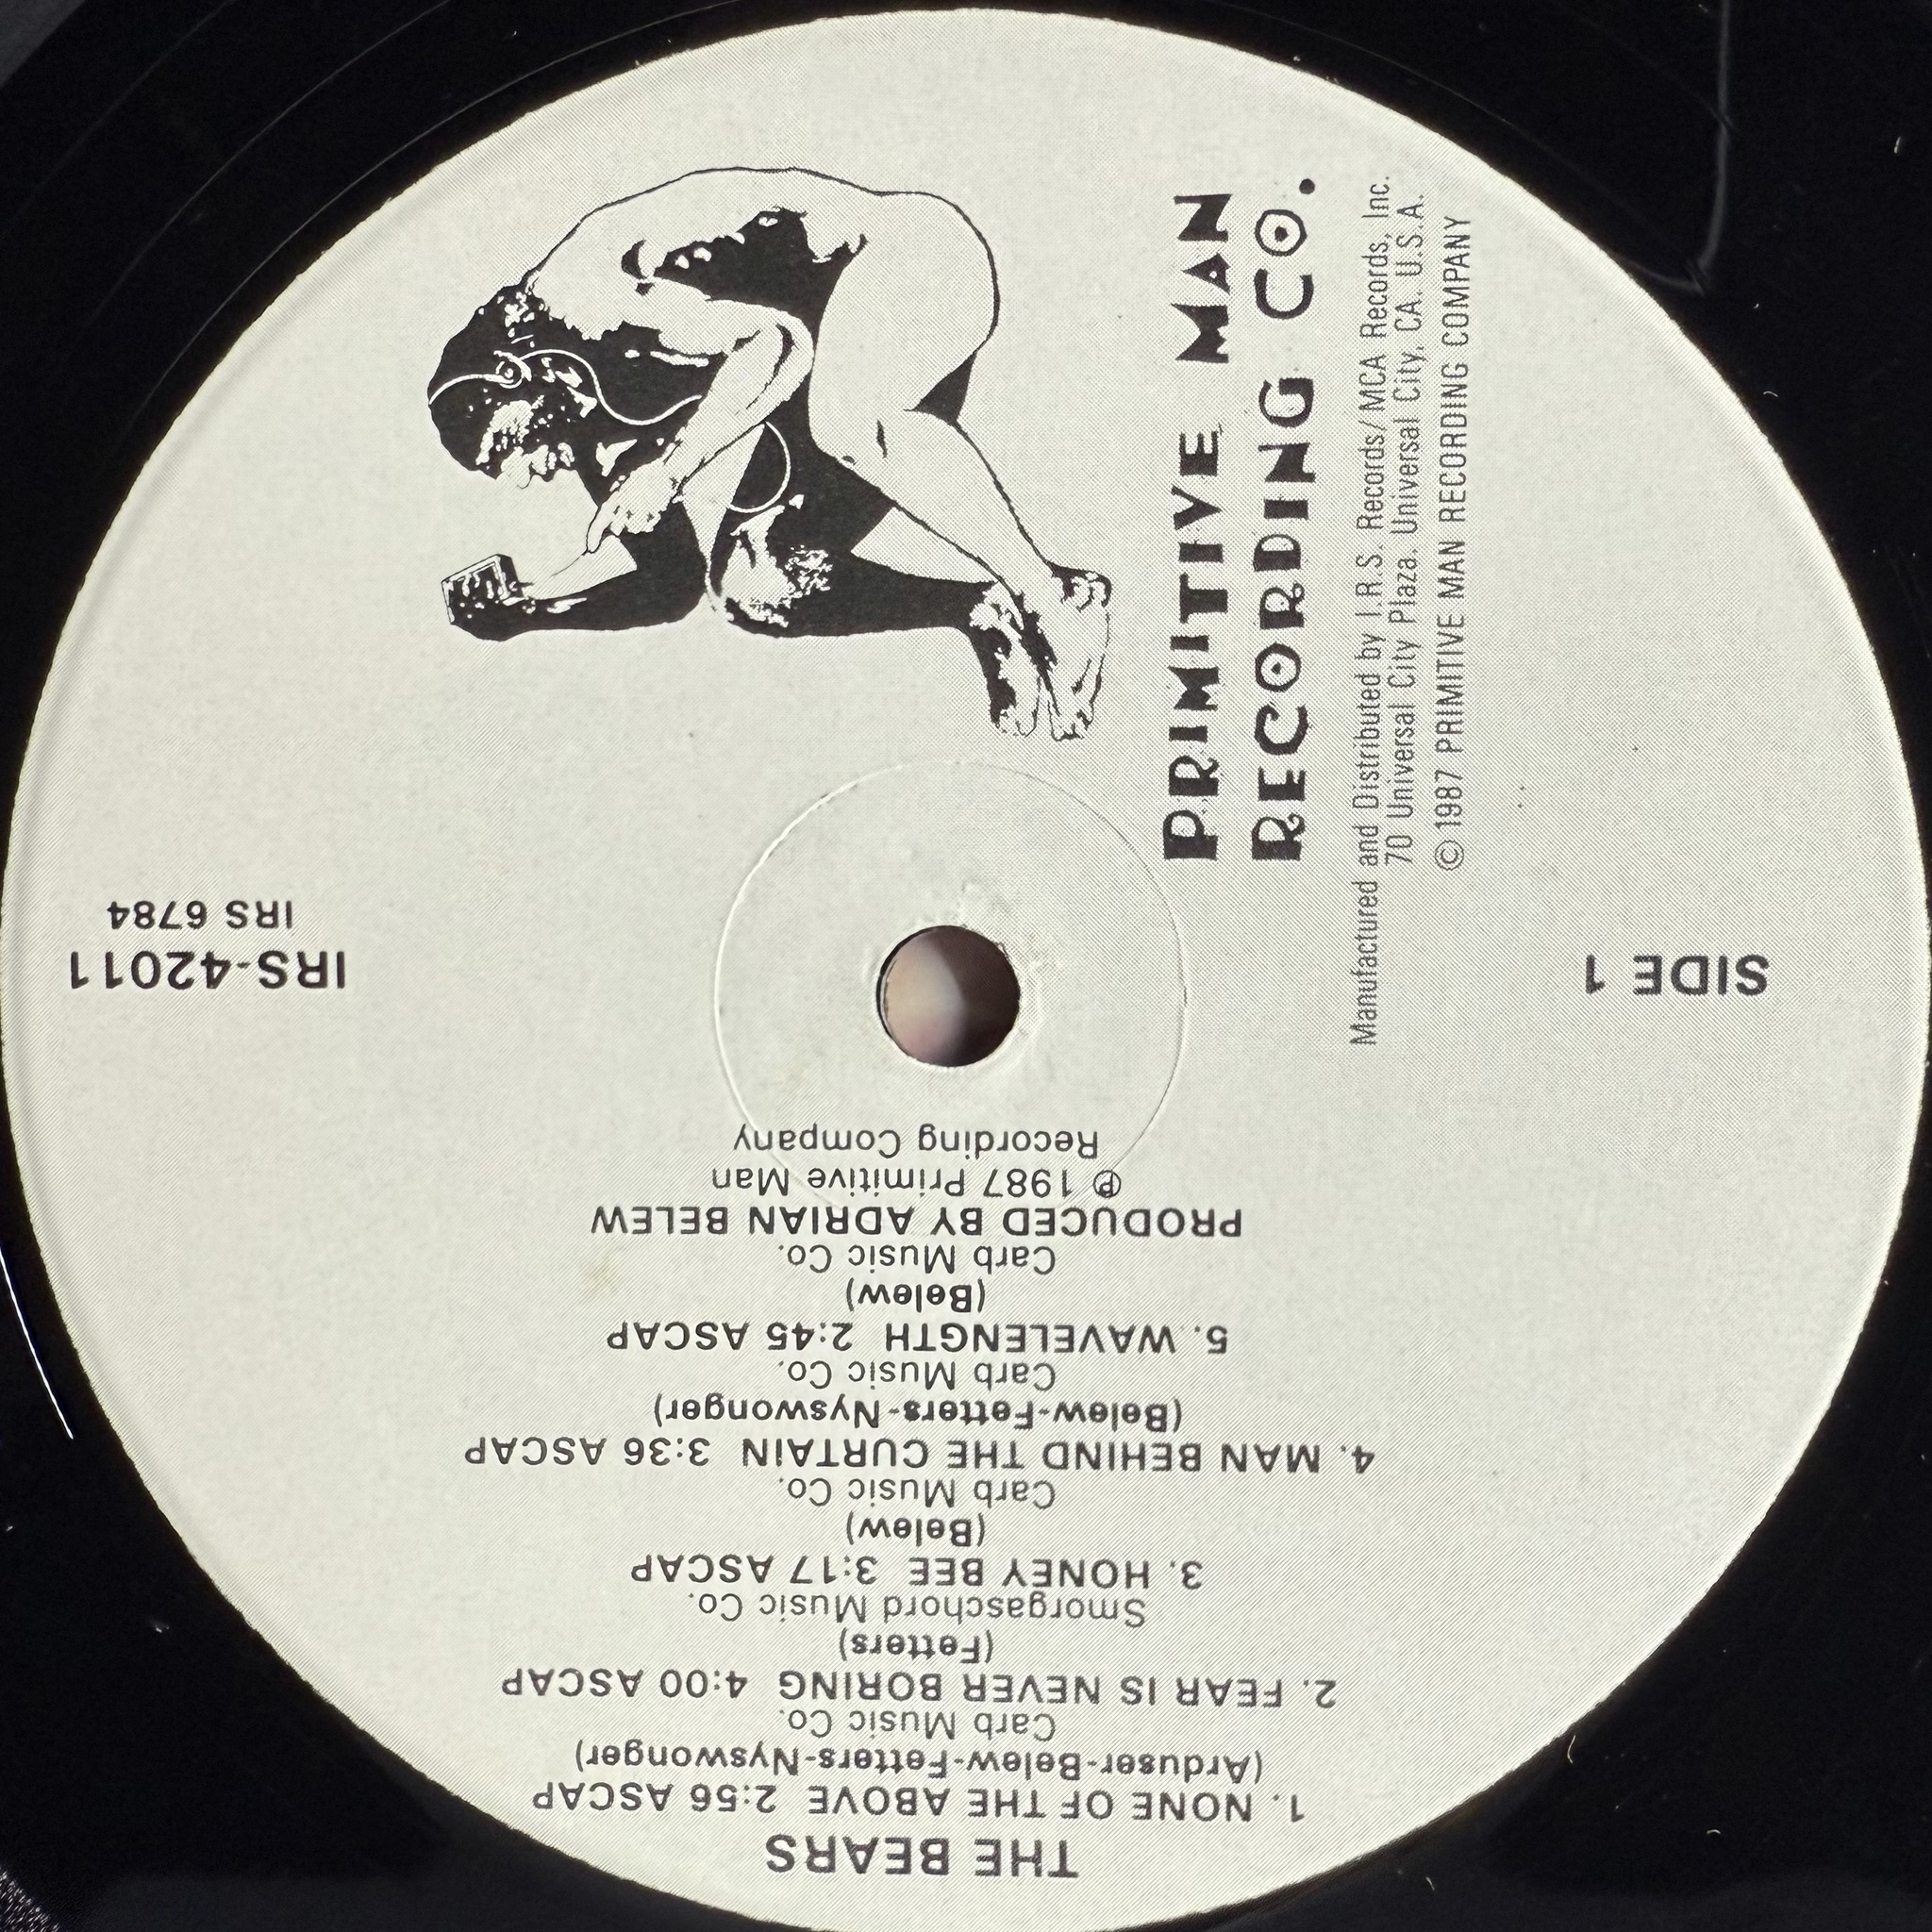 THE BEARS
1. NONE OF THE ABOVE 2:56 ASCAP
(Arduser-Belew-Fetters-Nyswonger)
Carb Music Co.
2. FEAR IS NEVER BORING 4:00 ASCAP
(Fetters)
Smorgaschord Music Co.
3. HONEY BEE 3:17 ASCAP
(Belew)
Carb Music Co.
4. MAN BEHIND THE CURTAIN 3:36 ASCAP
(Belew-Fetters-Nyswonger)
Carb Music Co.
5. WAVELENGTH 2:45 ASCAP
(Belew)
Carb Music Co.
PRODUCED BY ADRIAN BELEW
℗ 1987 Primitive Man
Recording Company
SIDE 1
IRS-42011
IRS 6784
PRIMITIVE MAN
RECORDING CO.
Manufactured and Distributed by I.R.S. Records/MCA Records, Inc.
70 Universal City Plaza. Universal City, CA. U.S.A.
© 1987 PRIMITIVE MAN RECORDING COMPANY